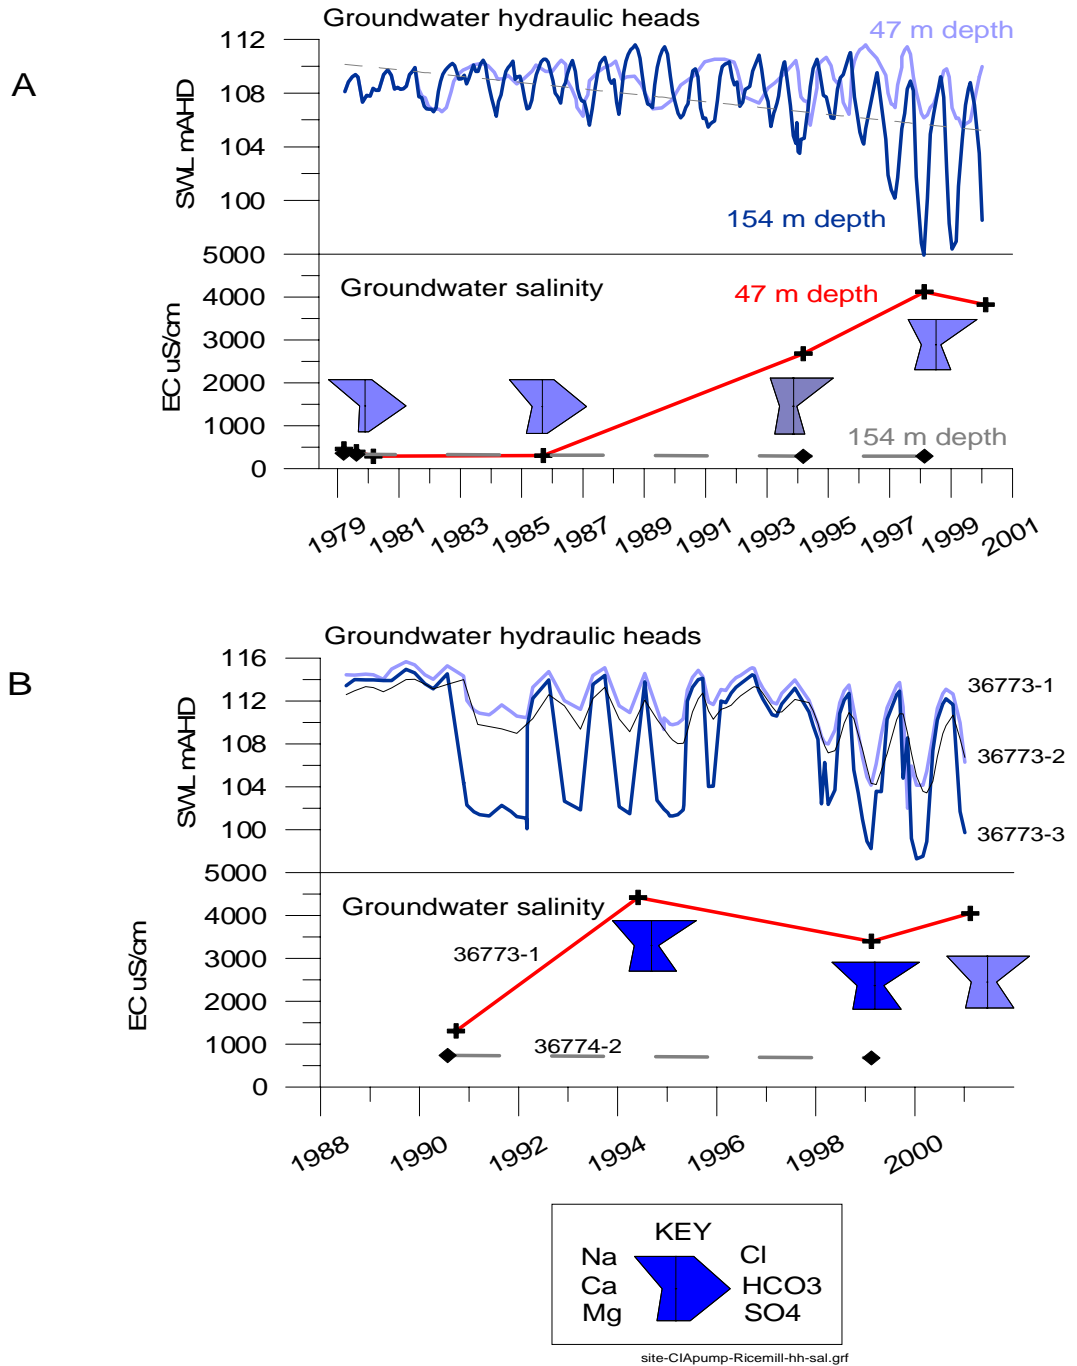 Groundwater hydraulic heads
47 m depth
A
112
108
104
100
SWL mAHD
154 m depth
5000
4000
3000
2000
1000
0
EC uS/cm
Groundwater salinity
47 m depth
154 m depth
1979 1981 1983 1985 1987 1989 1991 1993 1995 1997 1999 2001
Groundwater hydraulic heads
B
116
112
108
104
100
SWL mAHD
36773-1
36773-2
36773-3
5000
4000
3000
2000
1000
0
EC uS/cm
Groundwater salinity
36773-1
36774-2
1988 1990 1992 1994 1996 1998 2000
KEY
Na Cl
Ca HCO3
Mg SO4
site-CIApump-Ricemill-hh-sal.grf